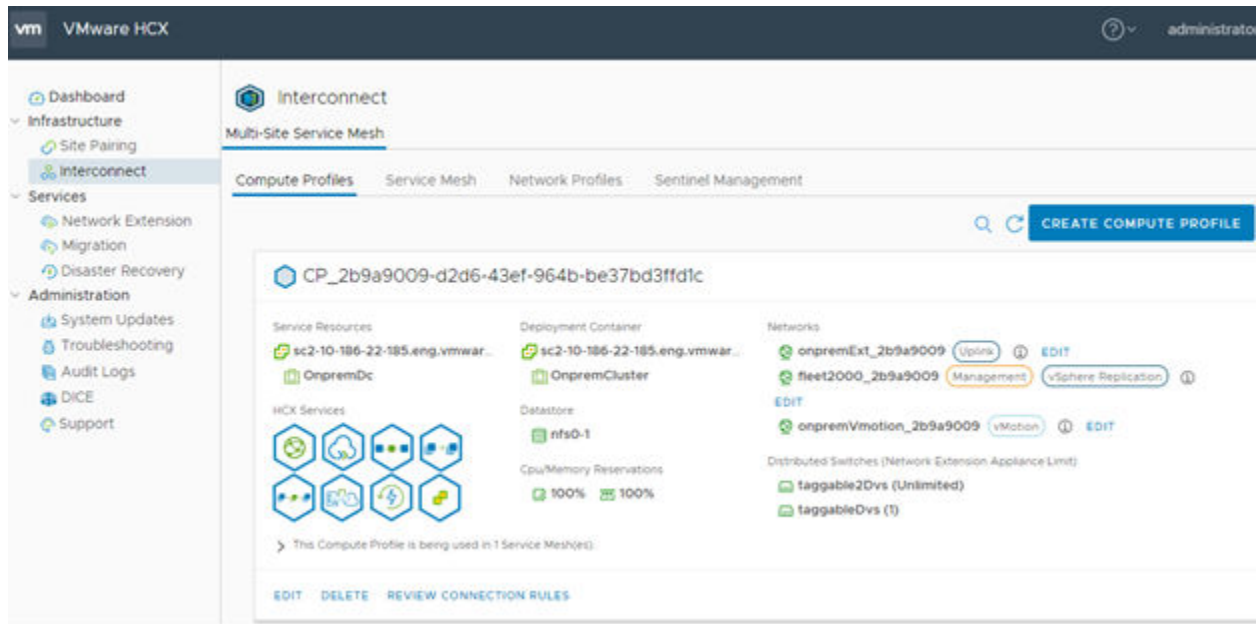 vm VMware HCX
administrator
Dashboard
Infrastructure
Site Pairing
Interconnect
Services
Network Extension
Migration
Disaster Recovery
Administration
System Updates
Troubleshooting
Audit Logs
DICE
Support
Interconnect
Multi-Site Service Mesh
Compute Profiles Service Mesh Network Profiles Sentinel Management
CREATE COMPUTE PROFILE
CP_2b9a9009-d2d6-43ef-964b-be37bd3ffd1c
Service Resources
sc2-10-186-22-185.eng.vmwar...
OnpremDc
HCX Services
Deployment Container
sc2-10-186-22-185.eng.vmwar...
OnpremCluster
Datastore
nfs0-1
Cpu/Memory Reservations
100% 100%
Networks
onpremExt_2b9a9009 Uplink EDIT
fleet2000_2b9a9009 Management vSphere Replication
EDIT
onpremVmotion_2b9a9009 vMotion EDIT
Distributed Switches (Network Extension Appliance Limit)
taggable2Dvs (Unlimited)
taggableDvs (1)
This Compute Profile is being used in 1 Service Mesh(es).
EDIT DELETE REVIEW CONNECTION RULES